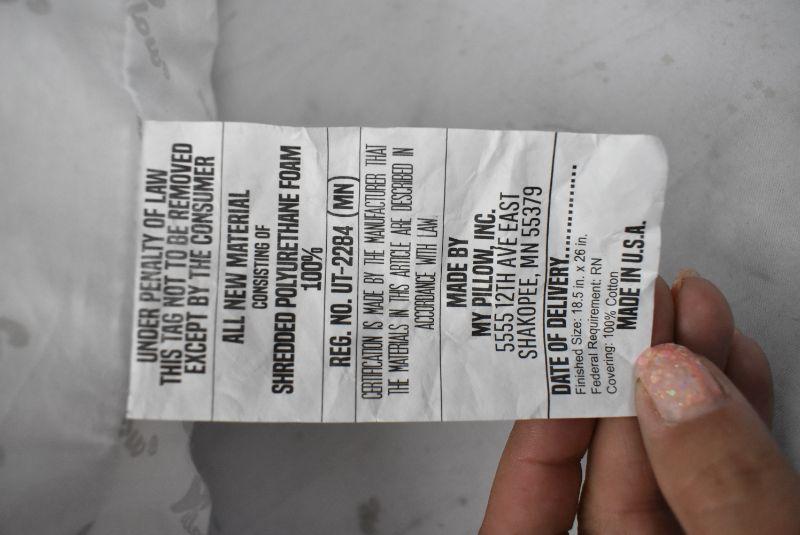 UNDER PENALTY OF LAW
THIS TAG NOT TO BE REMOVED
EXCEPT BY THE CONSUMER
ALL NEW MATERIAL
CONSISTING OF
SHREDDED POLYURETHANE FOAM
100%
REG. NO. UT-2284 (MN)
CERTIFICATION IS MADE BY THE MANUFACTURER THAT
THE MATERIALS IN THIS ARTICLE ARE DESCRIBED IN
ACCORDANCE WITH LAW.
MADE BY
MY PILLOW, INC.
5555 12TH AVE EAST
SHAKOPEE, MN 55379
DATE OF DELIVERY..............
Finished Size: 18.5 in. x 26 in.
Federal Requirement: RN
Covering: 100% Cotton
MADE IN U.S.A.